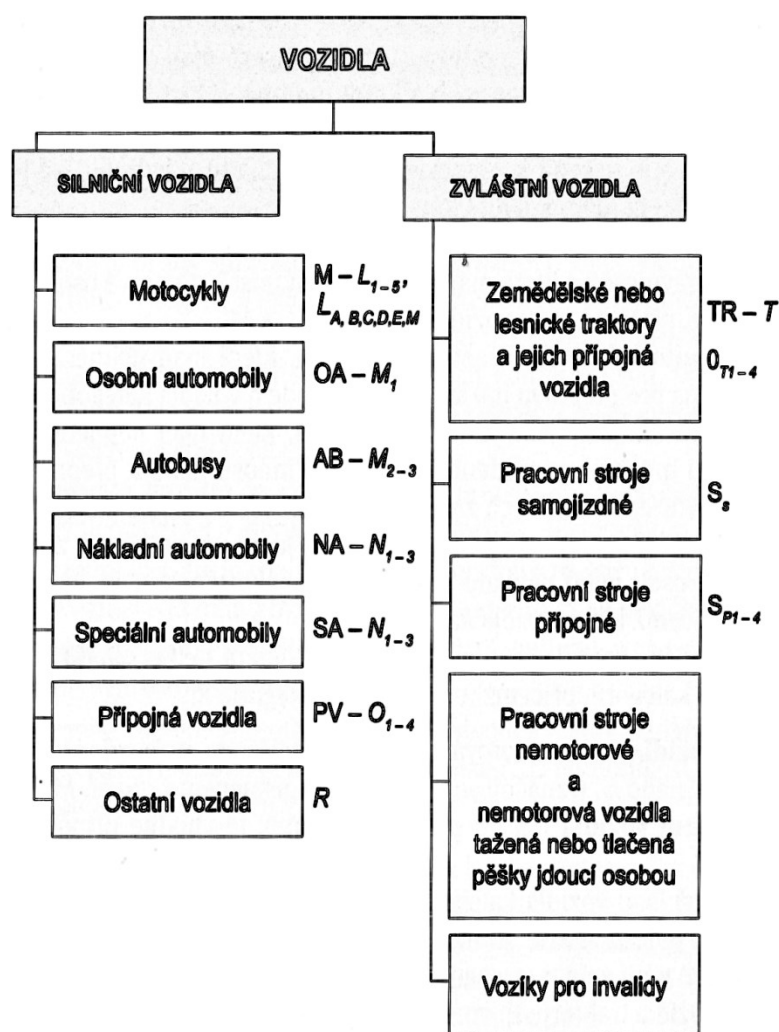 VOZIDLA
SILNIČNÍ VOZIDLA
Motocykly
M – L1-5,
LA, B,C,D,E,M
Osobní automobily
OA – M1
Autobusy
AB – M2-3
Nákladní automobily
NA – N1-3
Speciální automobily
SA – N1-3
Přípojná vozidla
PV – O1-4
Ostatní vozidla
R
ZVLÁŠTNÍ VOZIDLA
Zemědělské nebo
lesnické traktory
a jejich přípojná
vozidla
TR – T
0T1-4
Pracovní stroje
samojízdné
Ss
Pracovní stroje
přípojné
SP1-4
Pracovní stroje
nemotorové
a
nemotorová vozidla
tažená nebo tlačená
pěšky jdoucí osobou
Vozíky pro invalidy